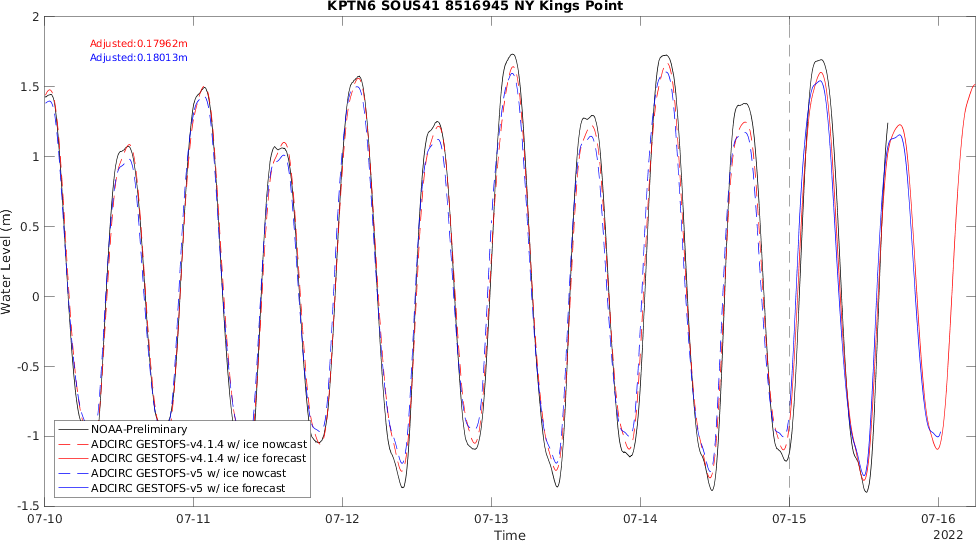 KPTN6 SOUS41 8516945 NY Kings Point
Adjusted:0.17962m
Adjusted:0.18013m
Water Level (m)
2
1.5
1
0.5
0
-0.5
-1
-1.5
NOAA-Preliminary
ADCIRC GESTOFS-v4.1.4 w/ ice nowcast
ADCIRC GESTOFS-v4.1.4 w/ ice forecast
ADCIRC GESTOFS-v5 w/ ice nowcast
ADCIRC GESTOFS-v5 w/ ice forecast
07-10 07-11 07-12 07-13 07-14 07-15 07-16
Time
2022